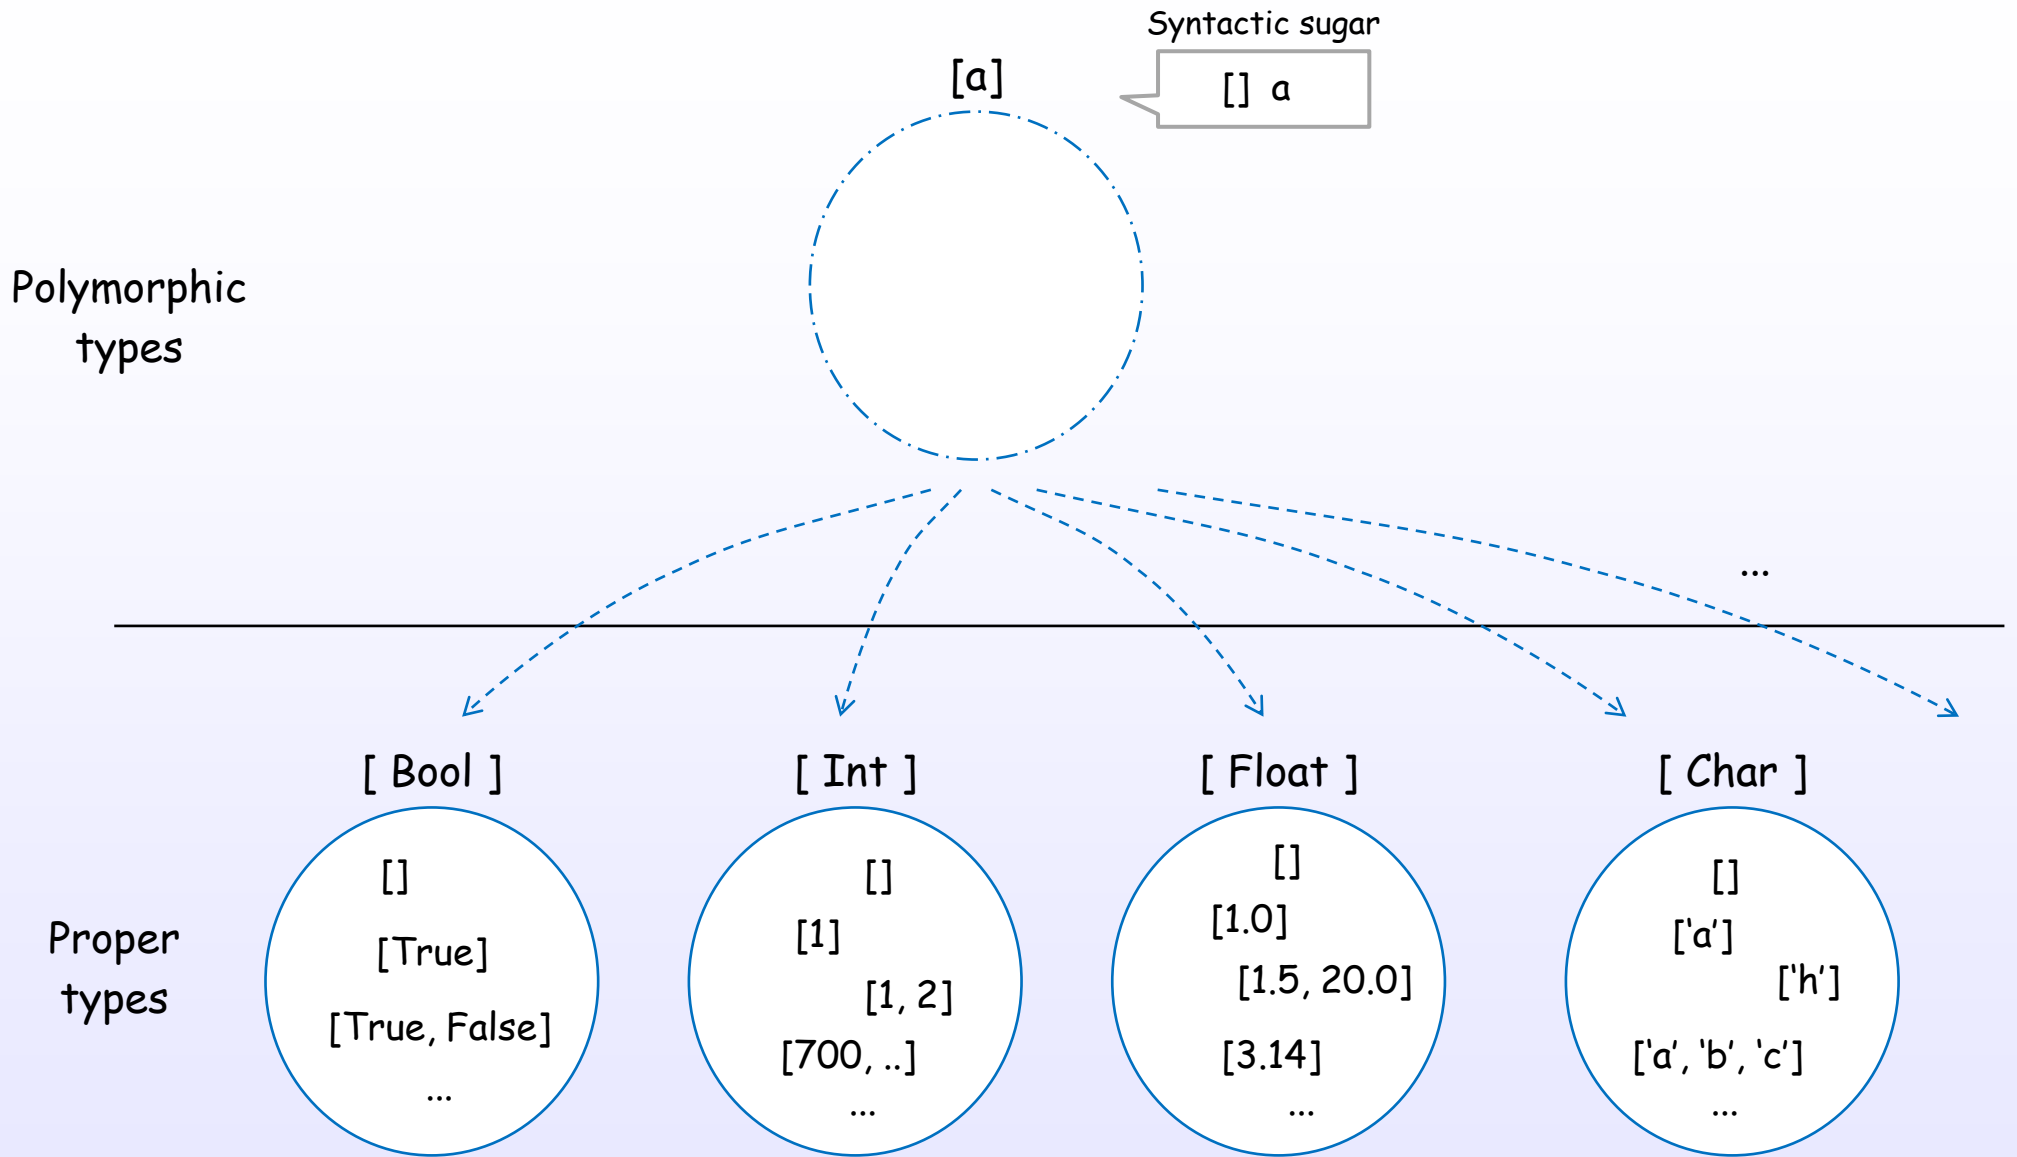 Syntactic sugar
[a]
[] a
Polymorphic
types
...
[ Bool ]
[ Int ]
[ Float ]
[ Char ]
Proper
types
[]
[True]
[True, False]
...
[]
[1]
[1, 2]
[700, ..]
...
[]
[1.0]
[1.5, 20.0]
[3.14]
...
[]
[‘a’]
[‘h’]
[‘a’, ‘b’, ‘c’]
...